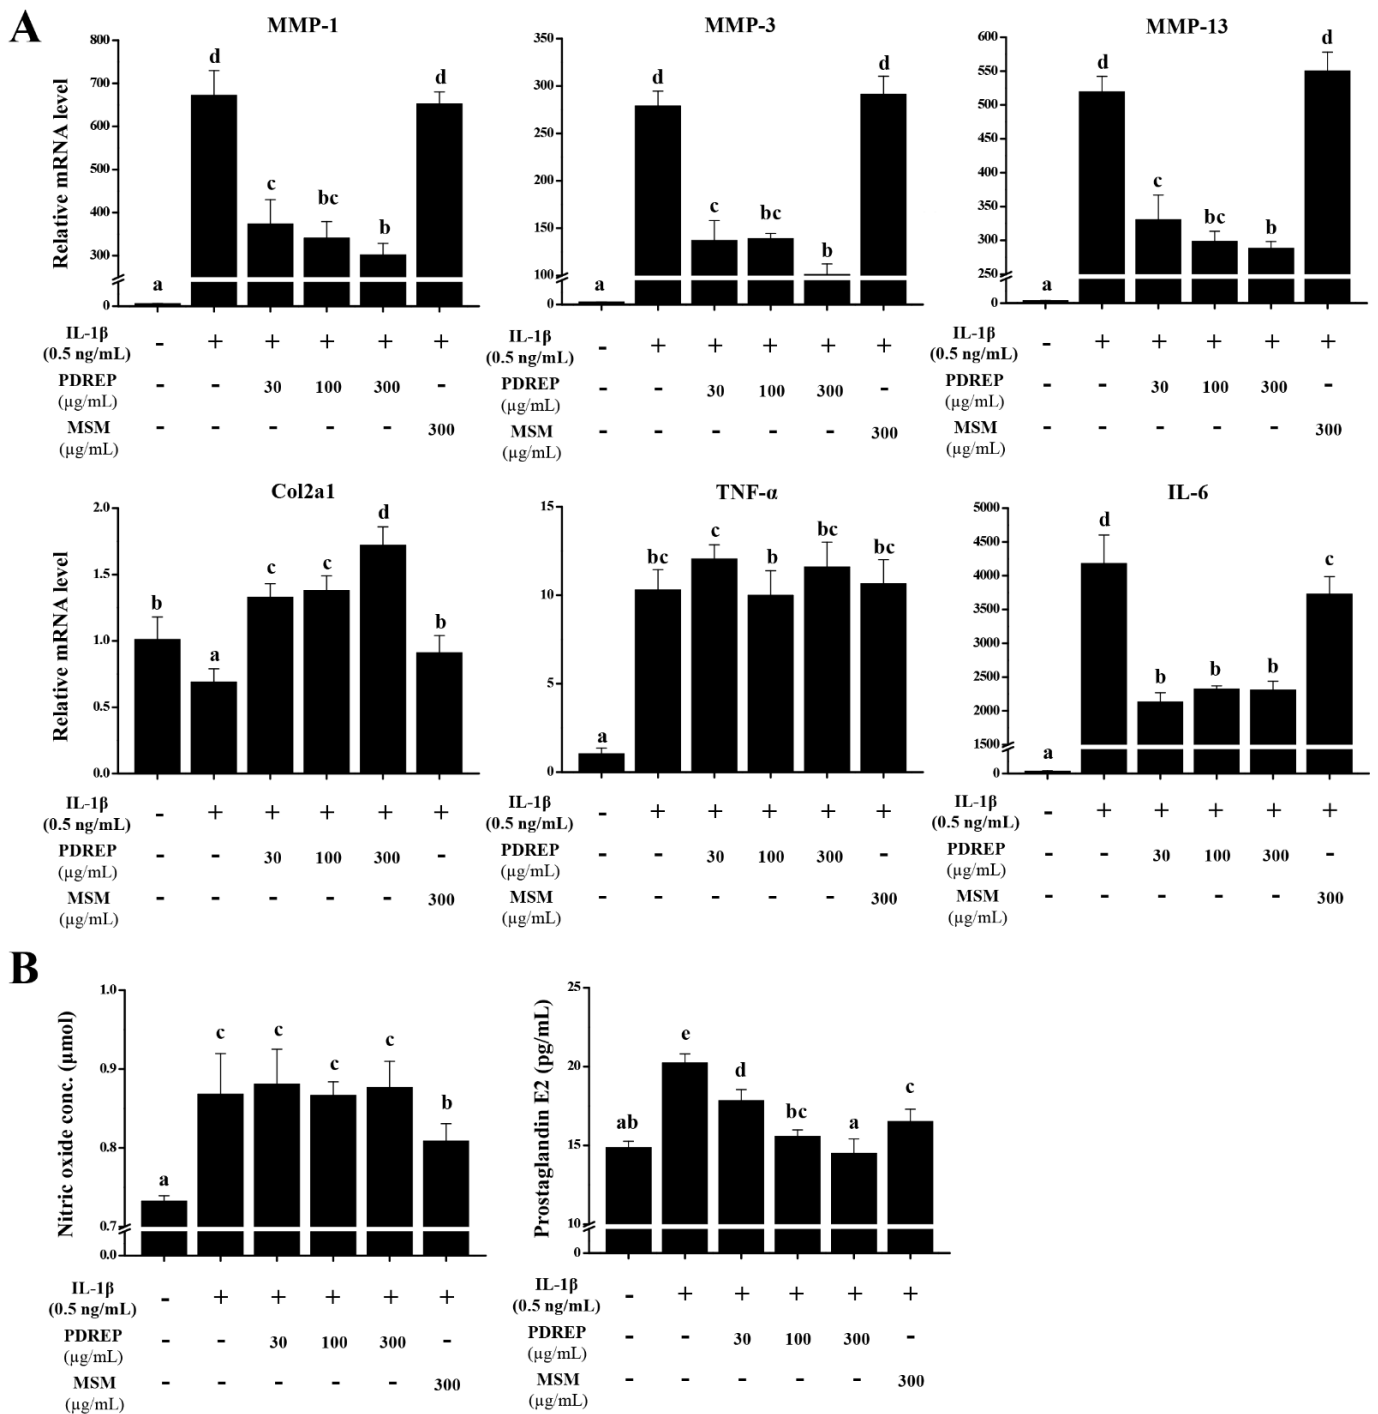 A
MMP-1
Relative mRNA level
800
700
600
500
400
300
0
a
d
c
bc
b
d
IL-1β
(0.5 ng/mL)
- + + + + +
PDREP
(µg/mL)
- - 30 100 300 -
MSM
(µg/mL)
- - - - - 300
MMP-3
350
300
250
200
150
100
0
a
d
c
bc
b
d
IL-1β
(0.5 ng/mL)
- + + + + +
PDREP
(µg/mL)
- - 30 100 300 -
MSM
(µg/mL)
- - - - - 300
MMP-13
600
550
500
450
400
350
300
250
0
a
d
c
bc
b
d
IL-1β
(0.5 ng/mL)
- + + + + +
PDREP
(µg/mL)
- - 30 100 300 -
MSM
(µg/mL)
- - - - - 300
Col2a1
Relative mRNA level
2.0
1.5
1.0
0.5
0.0
b
a
c
c
d
b
IL-1β
(0.5 ng/mL)
- + + + + +
PDREP
(µg/mL)
- - 30 100 300 -
MSM
(µg/mL)
- - - - - 300
TNF-α
15
10
5
0
a
bc
c
b
bc
bc
IL-1β
(0.5 ng/mL)
- + + + + +
PDREP
(µg/mL)
- - 30 100 300 -
MSM
(µg/mL)
- - - - - 300
IL-6
5000
4500
4000
3500
3000
2500
2000
1500
0
a
d
b
b
b
c
IL-1β
(0.5 ng/mL)
- + + + + +
PDREP
(µg/mL)
- - 30 100 300 -
MSM
(µg/mL)
- - - - - 300
B
Nitric oxide conc. (µmol)
1.0
0.9
0.8
0.7
0.0
a
c
c
c
c
b
IL-1β
(0.5 ng/mL)
- + + + + +
PDREP
(µg/mL)
- - 30 100 300 -
MSM
(µg/mL)
- - - - - 300
Prostaglandin E2 (pg/mL)
25
20
15
10
0
ab
e
d
bc
a
c
IL-1β
(0.5 ng/mL)
- + + + + +
PDREP
(µg/mL)
- - 30 100 300 -
MSM
(µg/mL)
- - - - - 300